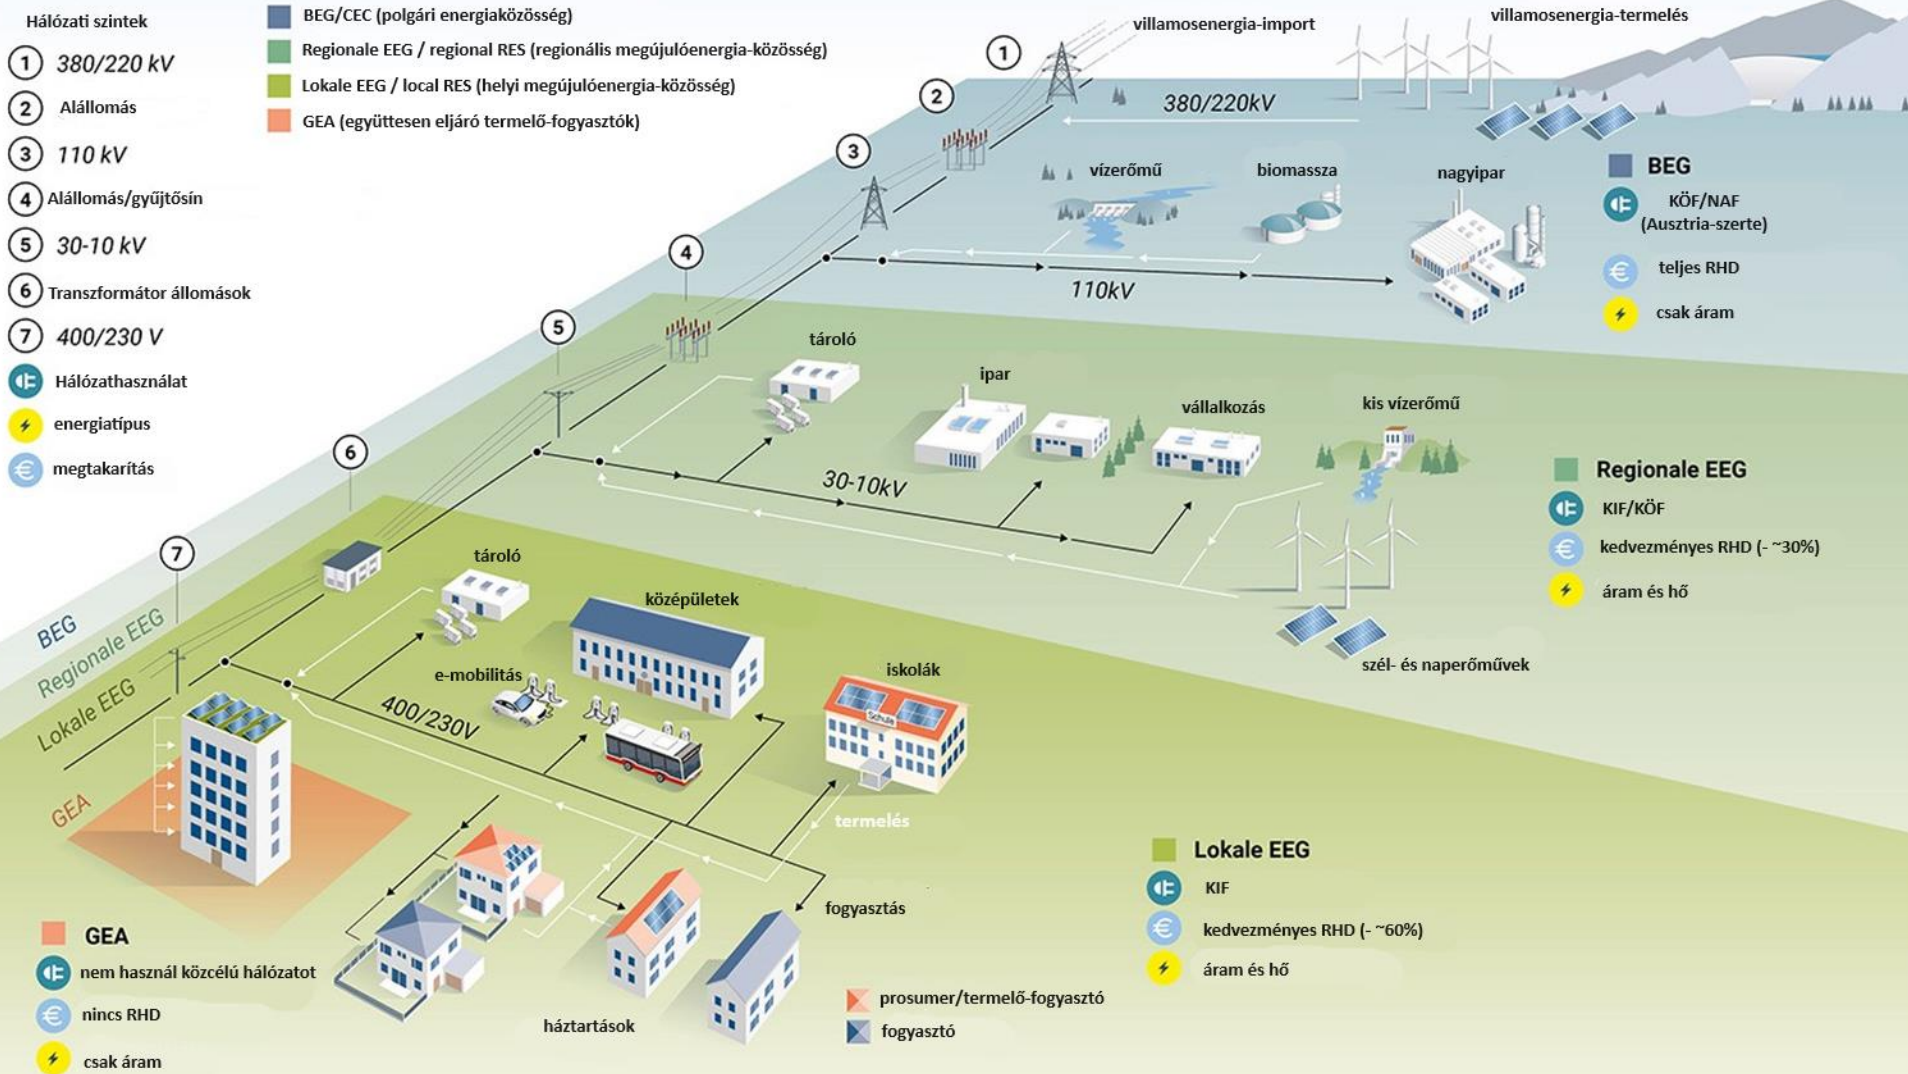 Hálózati szintek
1 380/220 kV
2 Alállomás
3 110 kV
4 Alállomás/gyűjtősín
5 30-10 kV
6 Transzformátor állomások
7 400/230 V
Hálózathasználat
energiatípus
€ megtakarítás
BEG/CEC (polgári energiaközösség)
Regionale EEG / regional RES (regionális megújulóenergia-közösség)
Lokale EEG / local RES (helyi megújulóenergia-közösség)
GEA (együttesen eljáró termelő-fogyasztók)
villamosenergia-import
villamosenergia-termelés
1
2
3
4
5
6
7
380/220kV
vízerőmű
biomassza
nagyipar
110kV
BEG
KÖF/NAF
(Ausztria-szerte)
€ teljes RHD
csak áram
tároló
ipar
vállalkozás
kis vízerőmű
30-10kV
szél- és naperőművek
Regionale EEG
KIF/KÖF
€ kedvezményes RHD (- ~30%)
áram és hő
BEG
Regionale EEG
Lokale EEG
GEA
tároló
középületek
e-mobilitás
iskolák
Schule
400/230V
termelés
fogyasztás
háztartások
Lokale EEG
KIF
€ kedvezményes RHD (- ~60%)
áram és hő
GEA
nem használ közcélú hálózatot
€ nincs RHD
csak áram
prosumer/termelő-fogyasztó
fogyasztó